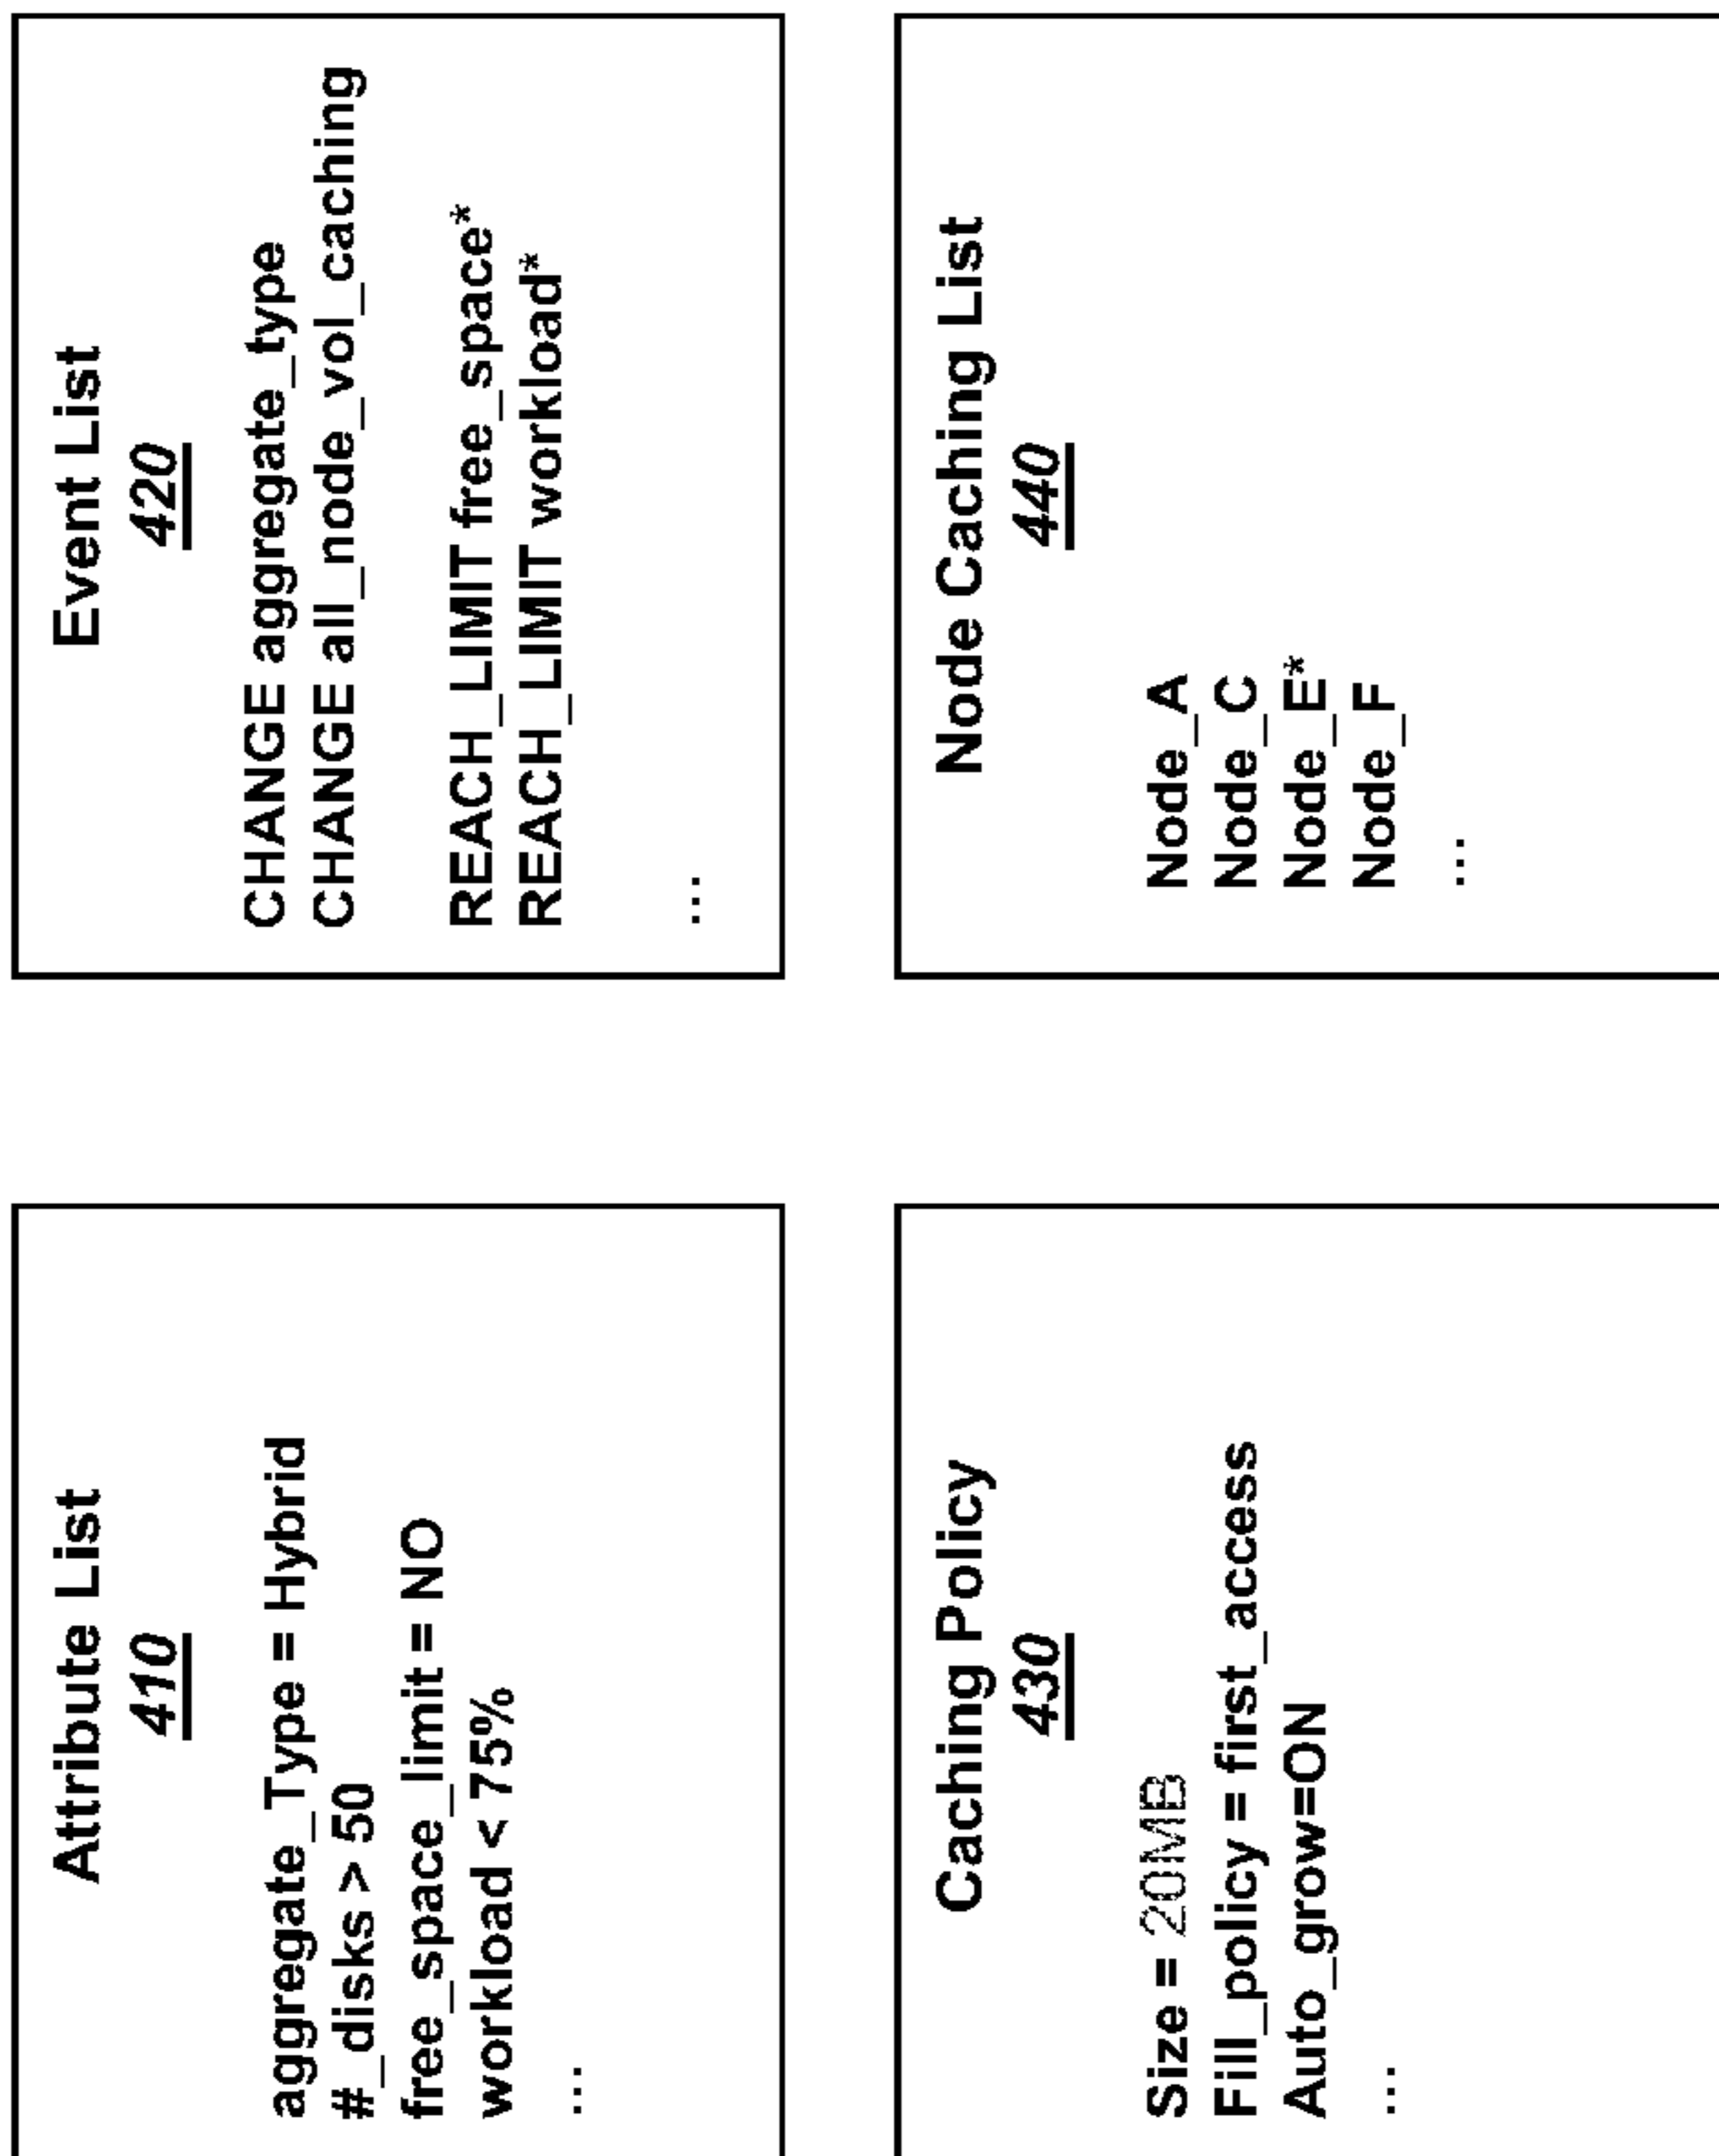 Attribute List
410
aggregate_Type = Hybrid
#_disks > 50
free_space_limit = NO
workload < 75%
...
Event List
420
CHANGE aggregate_type
CHANGE all_node_vol_caching
REACH_LIMIT free_space*
REACH_LIMIT workload*
...
Caching Policy
430
Size = 20MB
Fill_policy = first_access
Auto_grow=ON
...
Node Caching List
440
Node_A
Node_C
Node_E*
Node_F
...